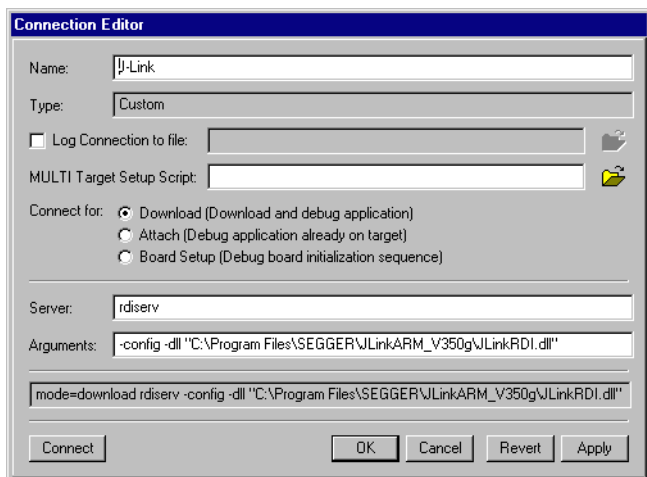 Connection Editor
Name: J-Link
Type: Custom
Log Connection to file:
MULTI Target Setup Script:
Connect for: Download (Download and debug application)
Attach (Debug application already on target)
Board Setup (Debug board initialization sequence)
Server: rdiserv
Arguments: -config -dll "C:\Program Files\SEGGER\JLinkARM_V350g\JLinkRDI.dll"
mode=download rdiserv -config -dll "C:\Program Files\SEGGER\JLinkARM_V350g\JLinkRDI.dll"
Connect OK Cancel Revert Apply